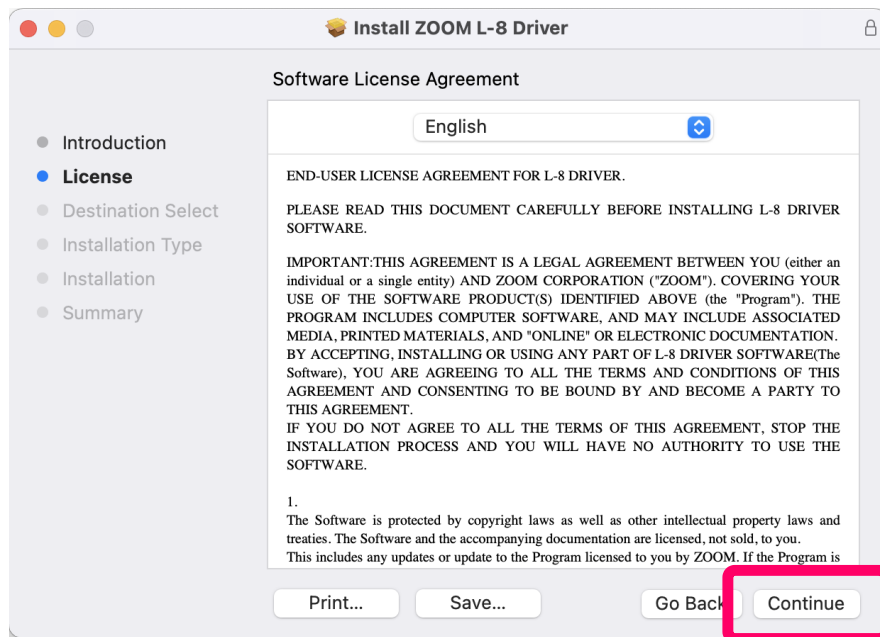 Install ZOOM L-8 Driver
Software License Agreement
English
Introduction
License
Destination Select
Installation Type
Installation
Summary
END-USER LICENSE AGREEMENT FOR L-8 DRIVER.
PLEASE READ THIS DOCUMENT CAREFULLY BEFORE INSTALLING L-8 DRIVER
SOFTWARE.
IMPORTANT:THIS AGREEMENT IS A LEGAL AGREEMENT BETWEEN YOU (either an
individual or a single entity) AND ZOOM CORPORATION ("ZOOM"). COVERING YOUR
USE OF THE SOFTWARE PRODUCT(S) IDENTIFIED ABOVE (the "Program"). THE
PROGRAM INCLUDES COMPUTER SOFTWARE, AND MAY INCLUDE ASSOCIATED
MEDIA, PRINTED MATERIALS, AND "ONLINE" OR ELECTRONIC DOCUMENTATION.
BY ACCEPTING, INSTALLING OR USING ANY PART OF L-8 DRIVER SOFTWARE(The
Software), YOU ARE AGREEING TO ALL THE TERMS AND CONDITIONS OF THIS
AGREEMENT AND CONSENTING TO BE BOUND BY AND BECOME A PARTY TO
THIS AGREEMENT.
IF YOU DO NOT AGREE TO ALL THE TERMS OF THIS AGREEMENT, STOP THE
INSTALLATION PROCESS AND YOU WILL HAVE NO AUTHORITY TO USE THE
SOFTWARE.
1.
The Software is protected by copyright laws as well as other intellectual property laws and
treaties. The Software and the accompanying documentation are licensed, not sold, to you.
This includes any updates or update to the Program licensed to you by ZOOM. If the Program is
Print...
Save...
Go Back
Continue